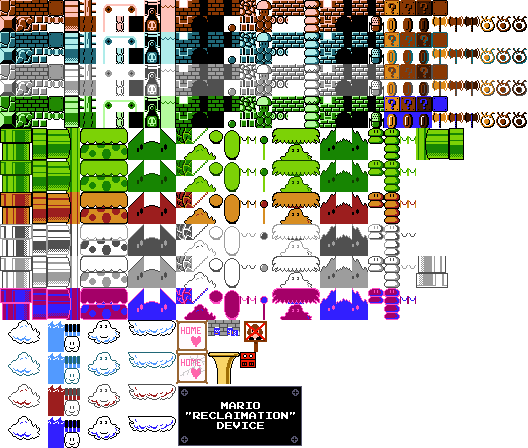 ? ? ?
? ? ?
? ? ?
? ? ?
HOME
HOME
MARIO
"RECLAIMATION"
DEVICE